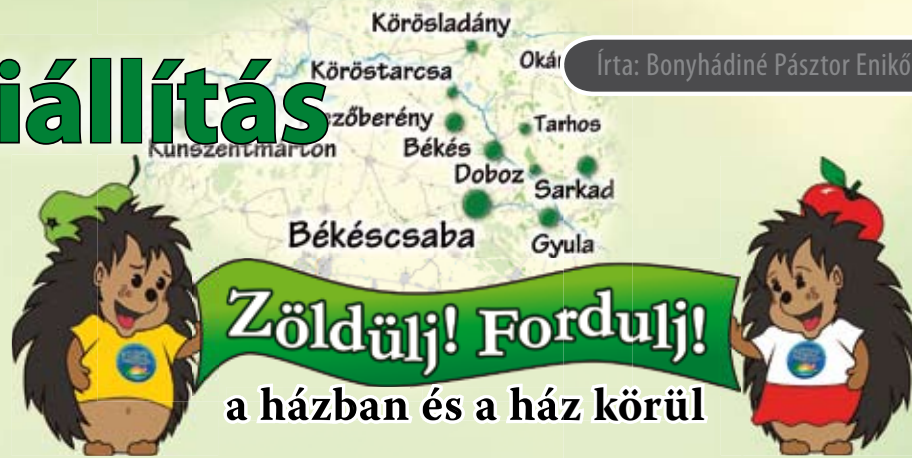 Körösladány
iállítás
Köröstarcsa
Írta: Bonyhádiné Pásztor Enikő
Tarhos
Kunszentmárton
Békés
Doboz
Sarkad
Békéscsaba
Gyula
Zöldülj! Fordulj!
a házban és a ház körül